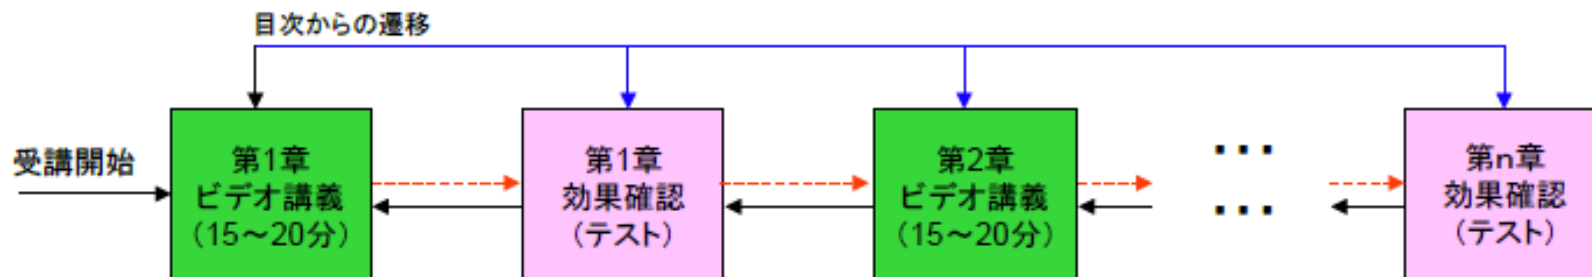 目次からの遷移
受講開始
第1章
ビデオ講義
(15～20分)
第1章
効果確認
(テスト)
第2章
ビデオ講義
(15～20分)
･･･
･･･
第n章
効果確認
(テスト)